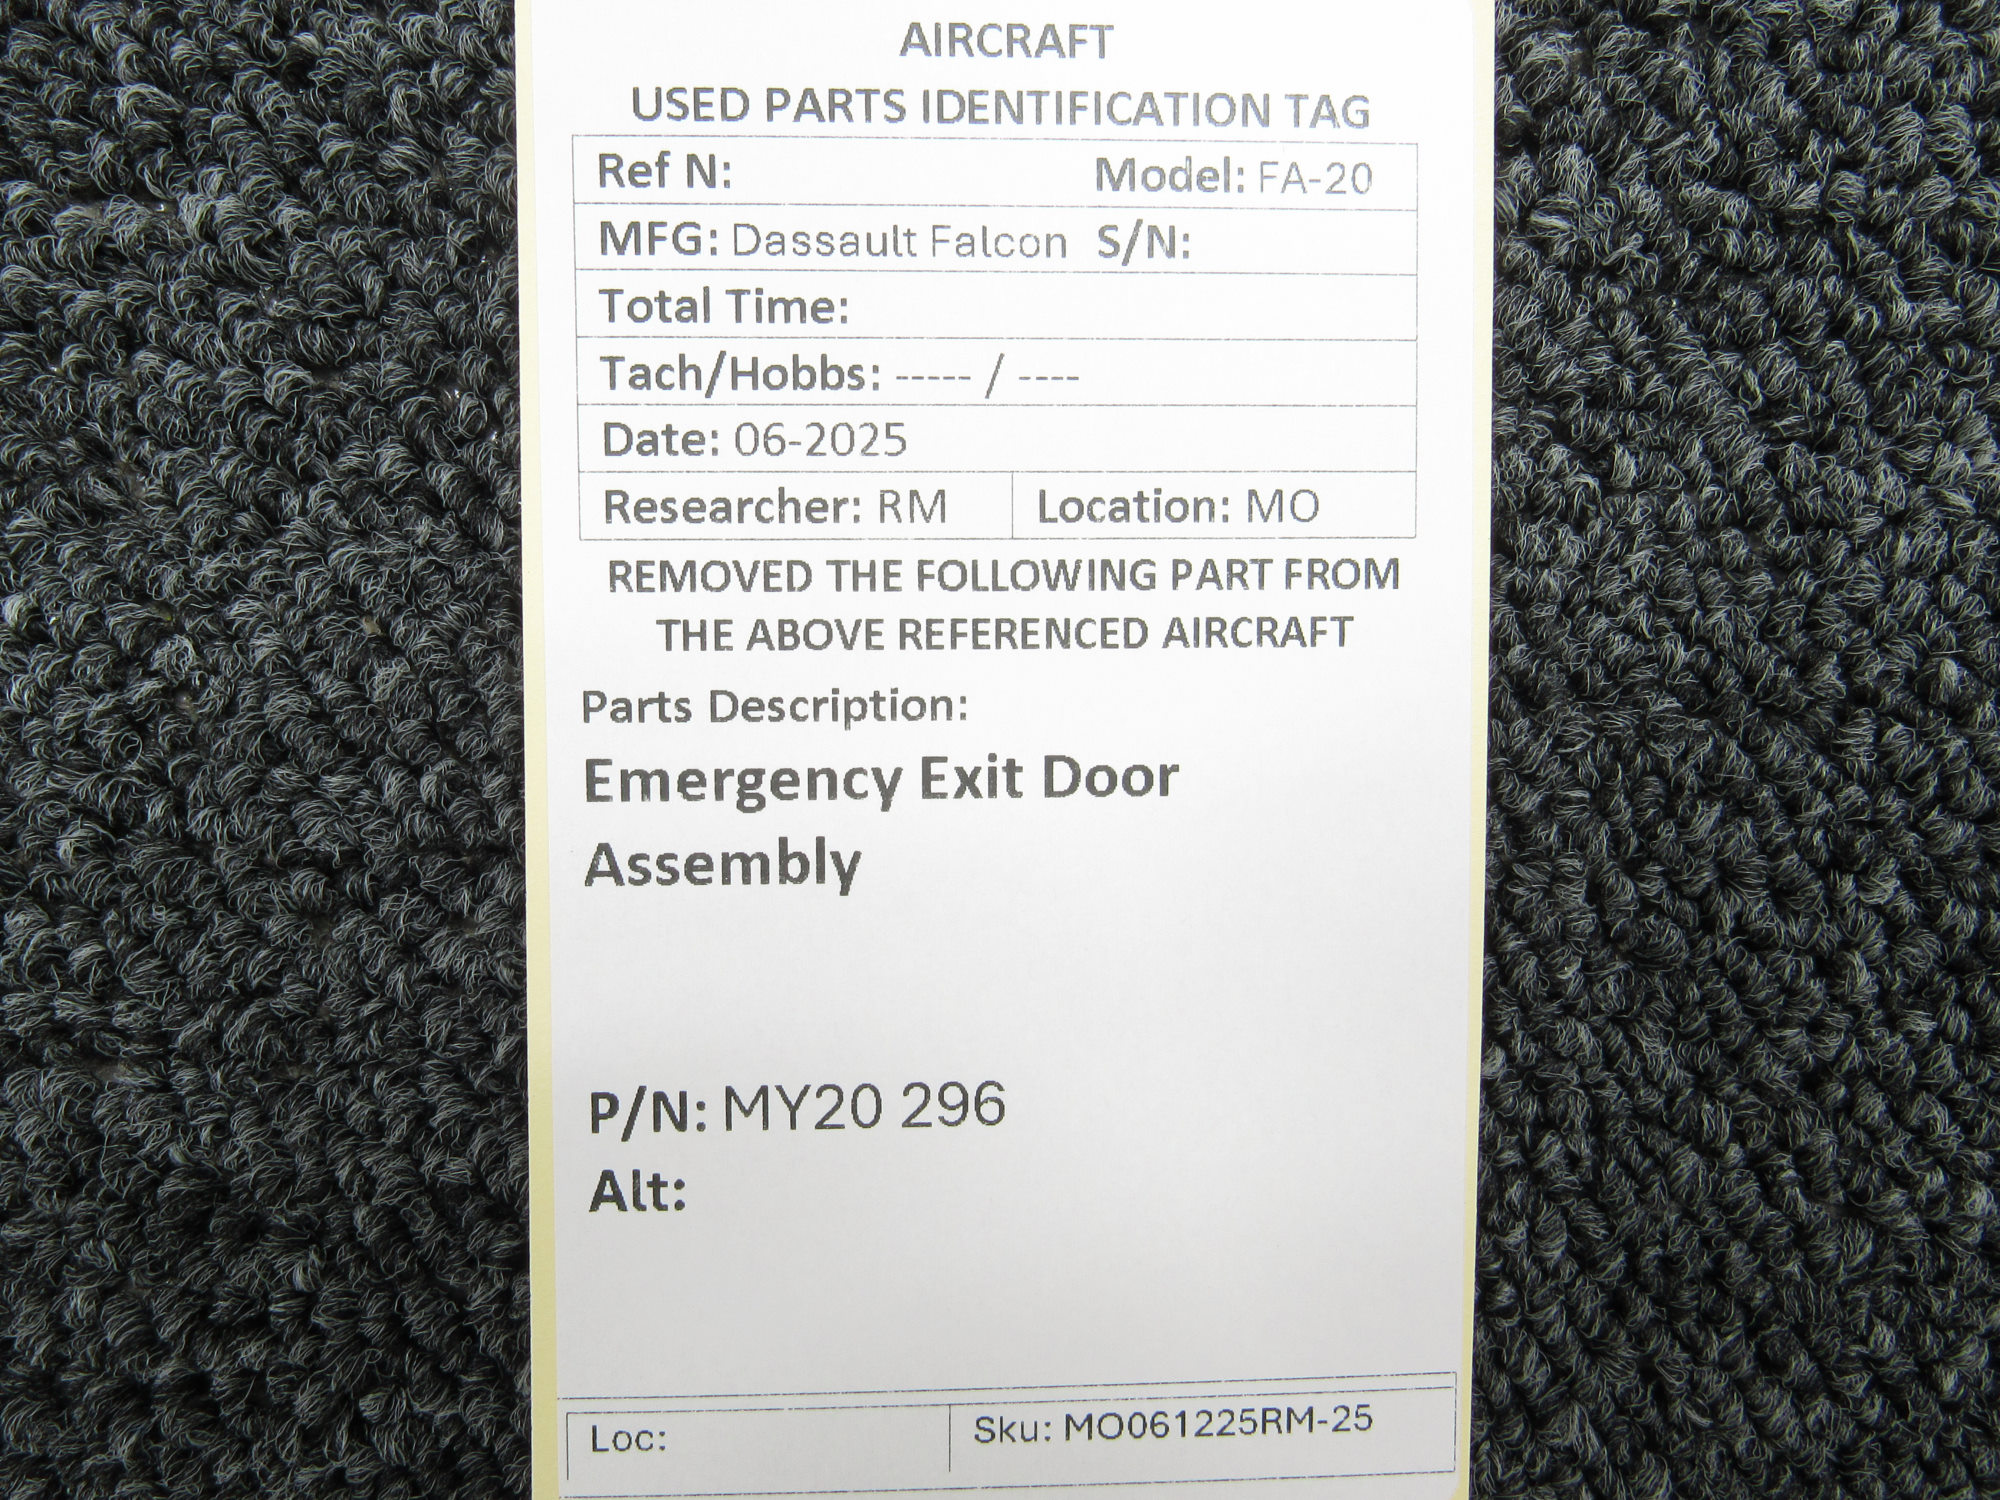 AIRCRAFT
USED PARTS IDENTIFICATION TAG
Ref N: Model: FA-20
MFG: Dassault Falcon S/N:
Total Time:
Tach/Hobbs: ----- / ----
Date: 06-2025
Researcher: RM Location: MO
REMOVED THE FOLLOWING PART FROM
THE ABOVE REFERENCED AIRCRAFT
Parts Description:
Emergency Exit Door
Assembly
P/N: MY20 296
Alt:
Loc: Sku: MO061225RM-25